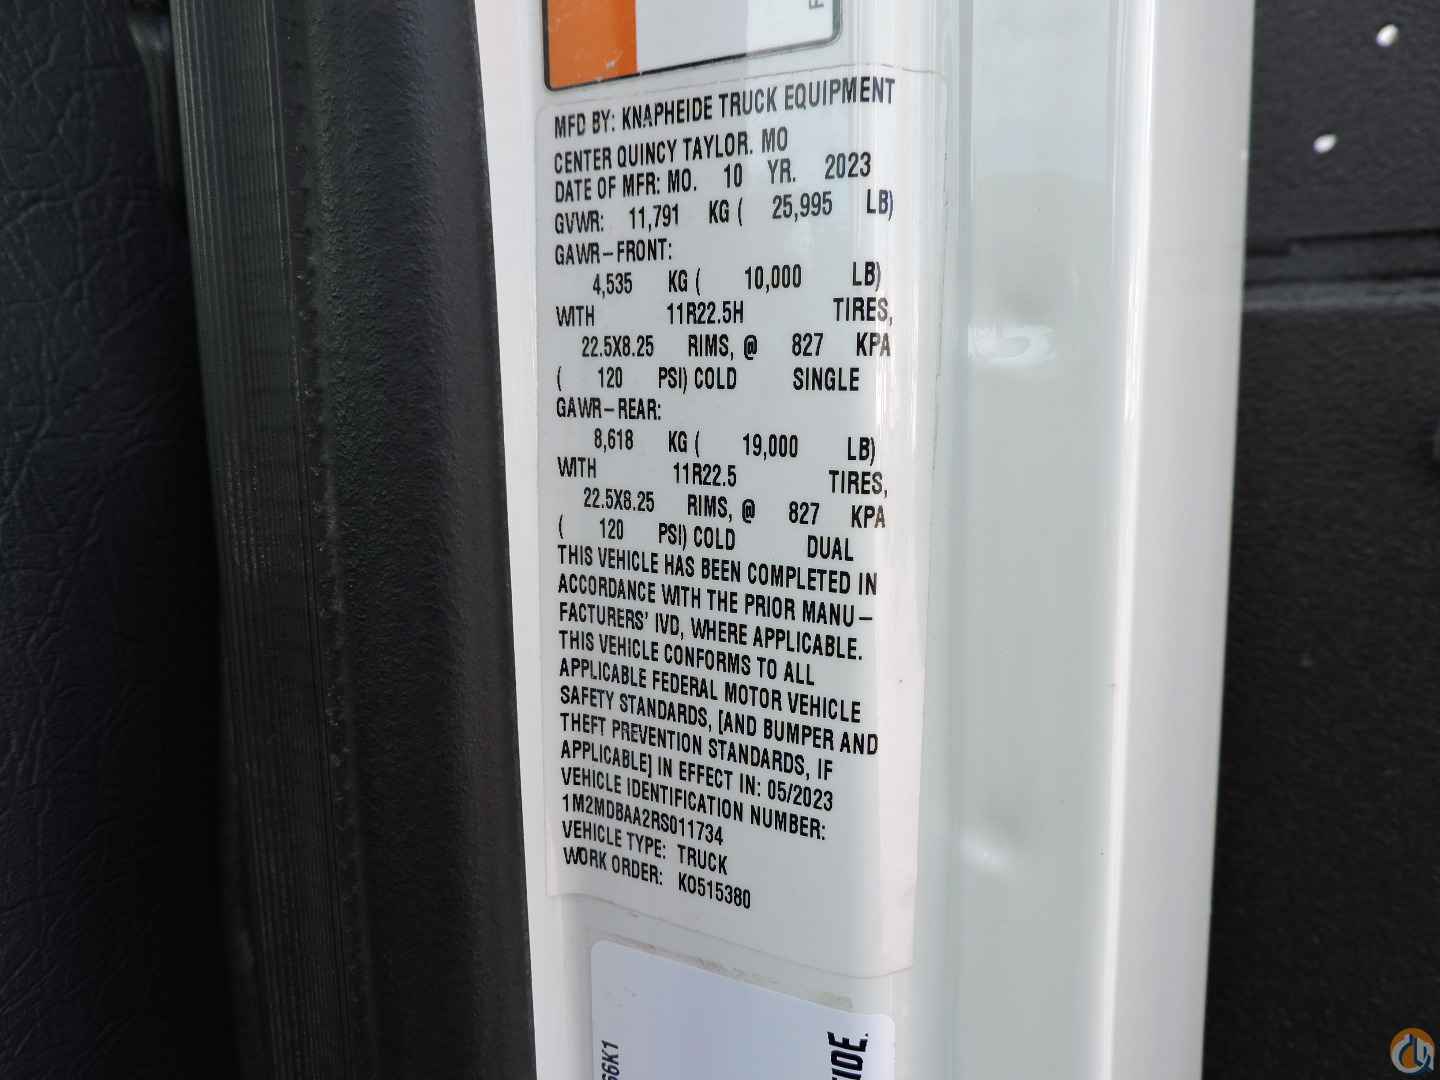 MFD BY: KNAPHEIDE TRUCK EQUIPMENT
CENTER QUINCY TAYLOR. MO
DATE OF MFR: MO. 10 YR. 2023
GVWR: 11,791 KG ( 25,995 LB)
GAWR-FRONT:
4,535 KG ( 10,000 LB)
WITH 11R22.5H TIRES,
22.5X8.25 RIMS, @ 827 KPA
( 120 PSI) COLD SINGLE
GAWR-REAR:
8,618 KG ( 19,000 LB)
WITH 11R22.5 TIRES,
22.5X8.25 RIMS, @ 827 KPA
( 120 PSI) COLD DUAL
THIS VEHICLE HAS BEEN COMPLETED IN
ACCORDANCE WITH THE PRIOR MANU-
FACTURERS' IVD, WHERE APPLICABLE.
THIS VEHICLE CONFORMS TO ALL
APPLICABLE FEDERAL MOTOR VEHICLE
SAFETY STANDARDS, [AND BUMPER AND
THEFT PREVENTION STANDARDS, IF
APPLICABLE] IN EFFECT IN: 05/2023
VEHICLE IDENTIFICATION NUMBER:
1M2MDBAA2RS011734
VEHICLE TYPE: TRUCK
WORK ORDER: KO515380
66K1
IDE.